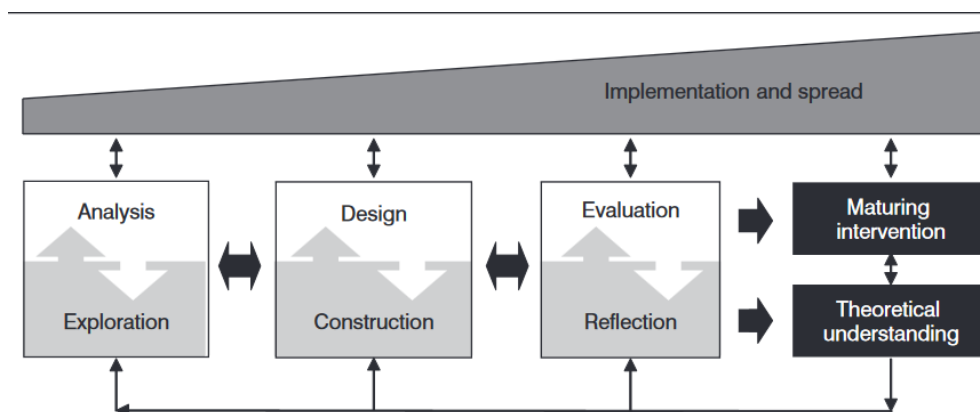 Implementation and spread
Analysis
Exploration
Design
Construction
Evaluation
Reflection
Maturing
intervention
Theoretical
understanding